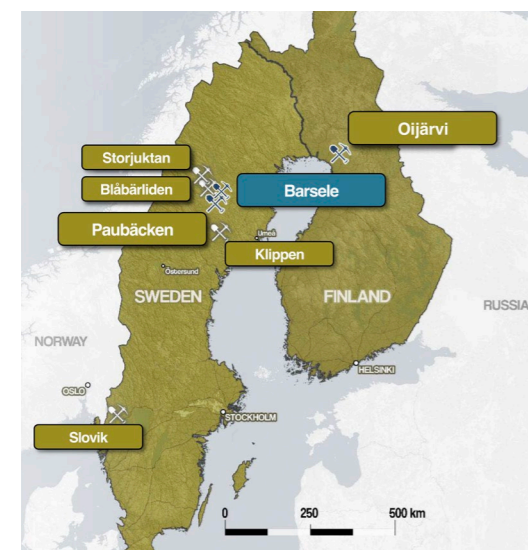 Oijärvi
Storjuktan
Blåbärliden
Barsele
Paubäcken
Umeå
Klippen
Östersund
SWEDEN
FINLAND
RUSSIA
NORWAY
HELSINKI
OSLO
STOCKHOLM
Slovik
0 250 500 km